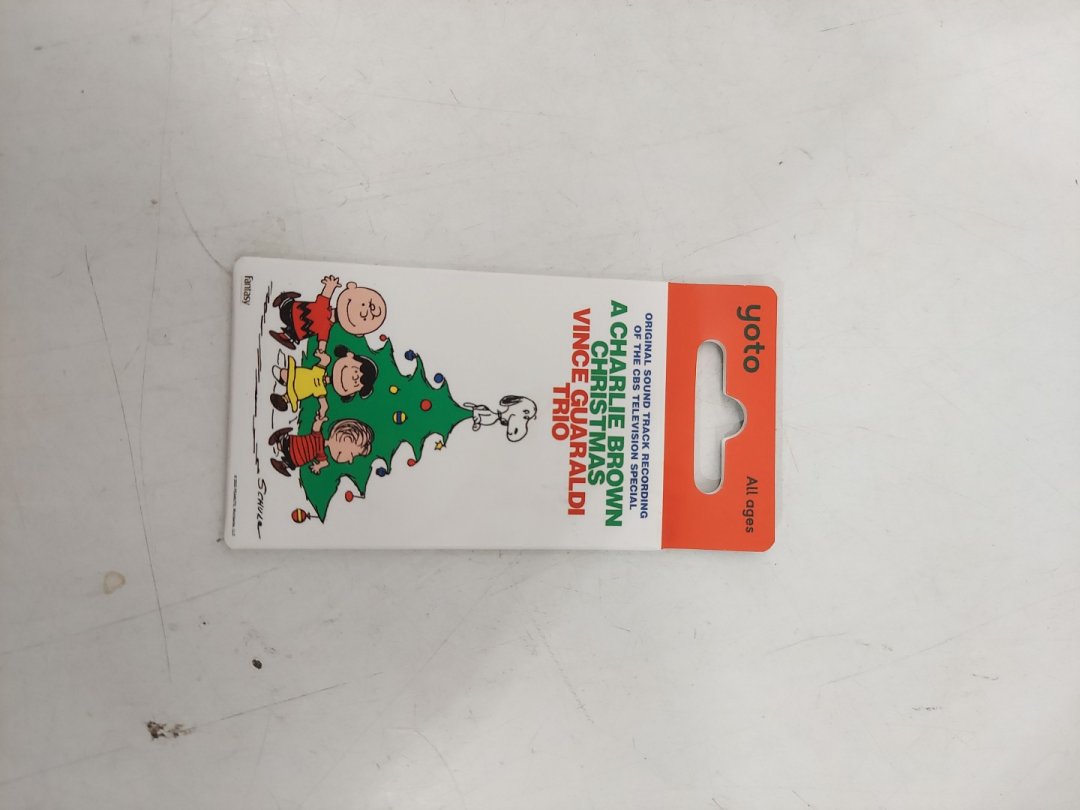 yoto
All ages
ORIGINAL SOUND TRACK RECORDING
OF THE CBS TELEVISION SPECIAL
A CHARLIE BROWN
CHRISTMAS
VINCE GUARALDI
TRIO
SCHULZ
fantasy